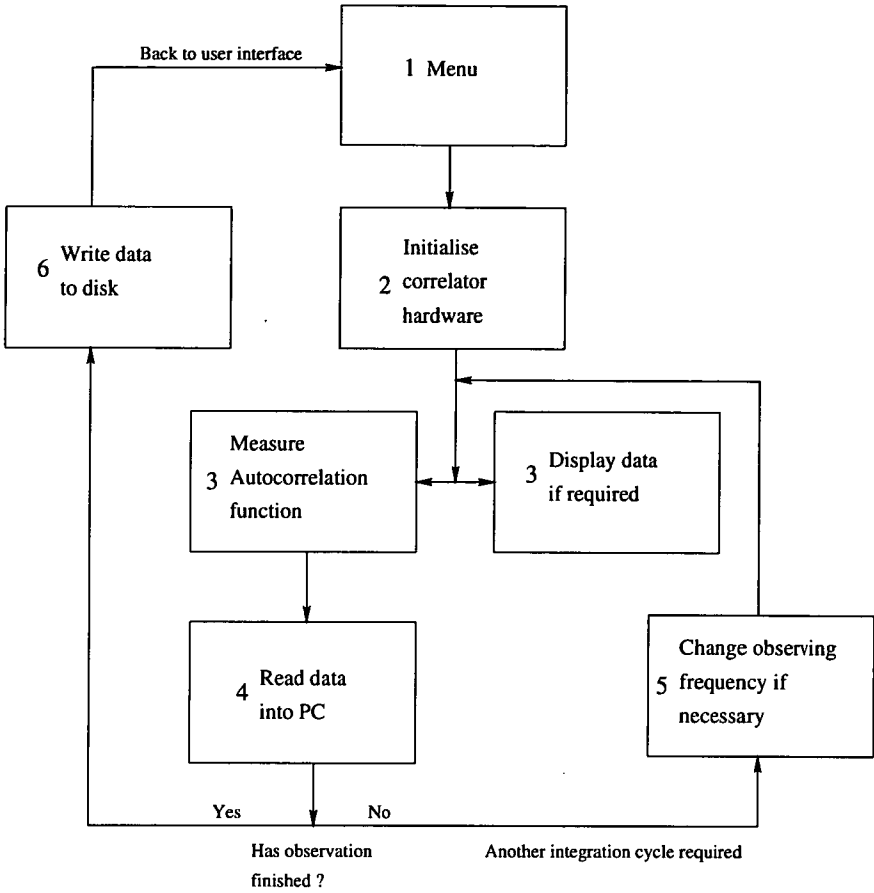 Back to user interface
1 Menu
6 Write data
to disk
Initialise
2 correlator
hardware
Measure
3 Autocorrelation
function
3 Display data
if required
4 Read data
into PC
Change observing
5 frequency if
necessary
Yes
No
Has observation
finished ?
Another integration cycle required